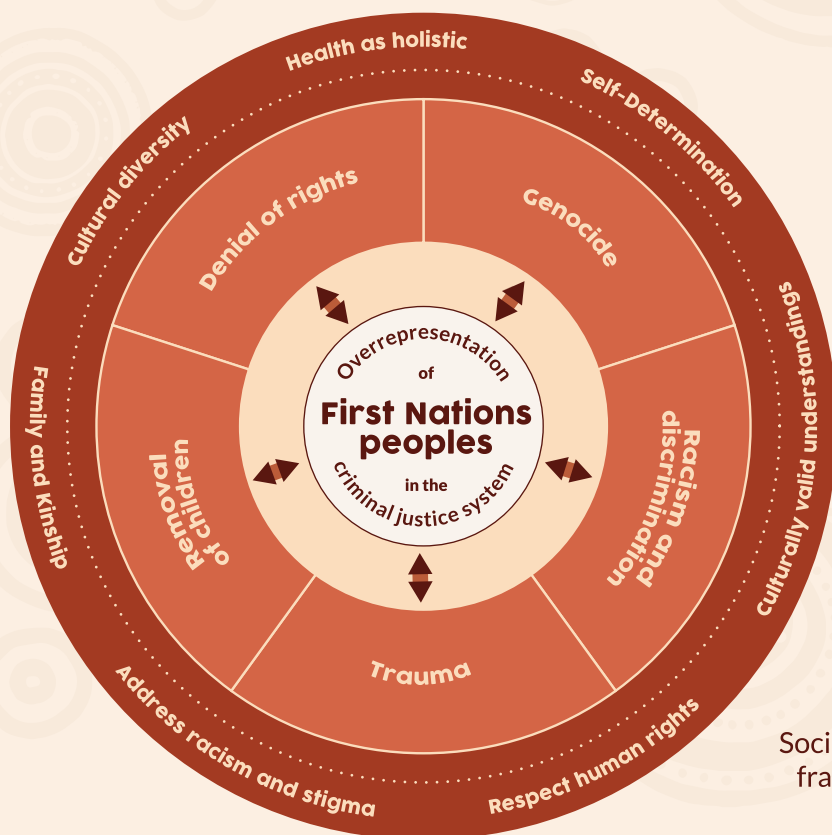 Health as holistic
Self-Determination
Culturally valid understandings
Respect human rights
Address racism and stigma
Family and Kinship
Cultural diversity
Denial of rights
Genocide
Racism and
discrimination
Trauma
Removal
of children
Overrepresentation
of
First Nations
peoples
in the
criminal justice system
Soci
fra